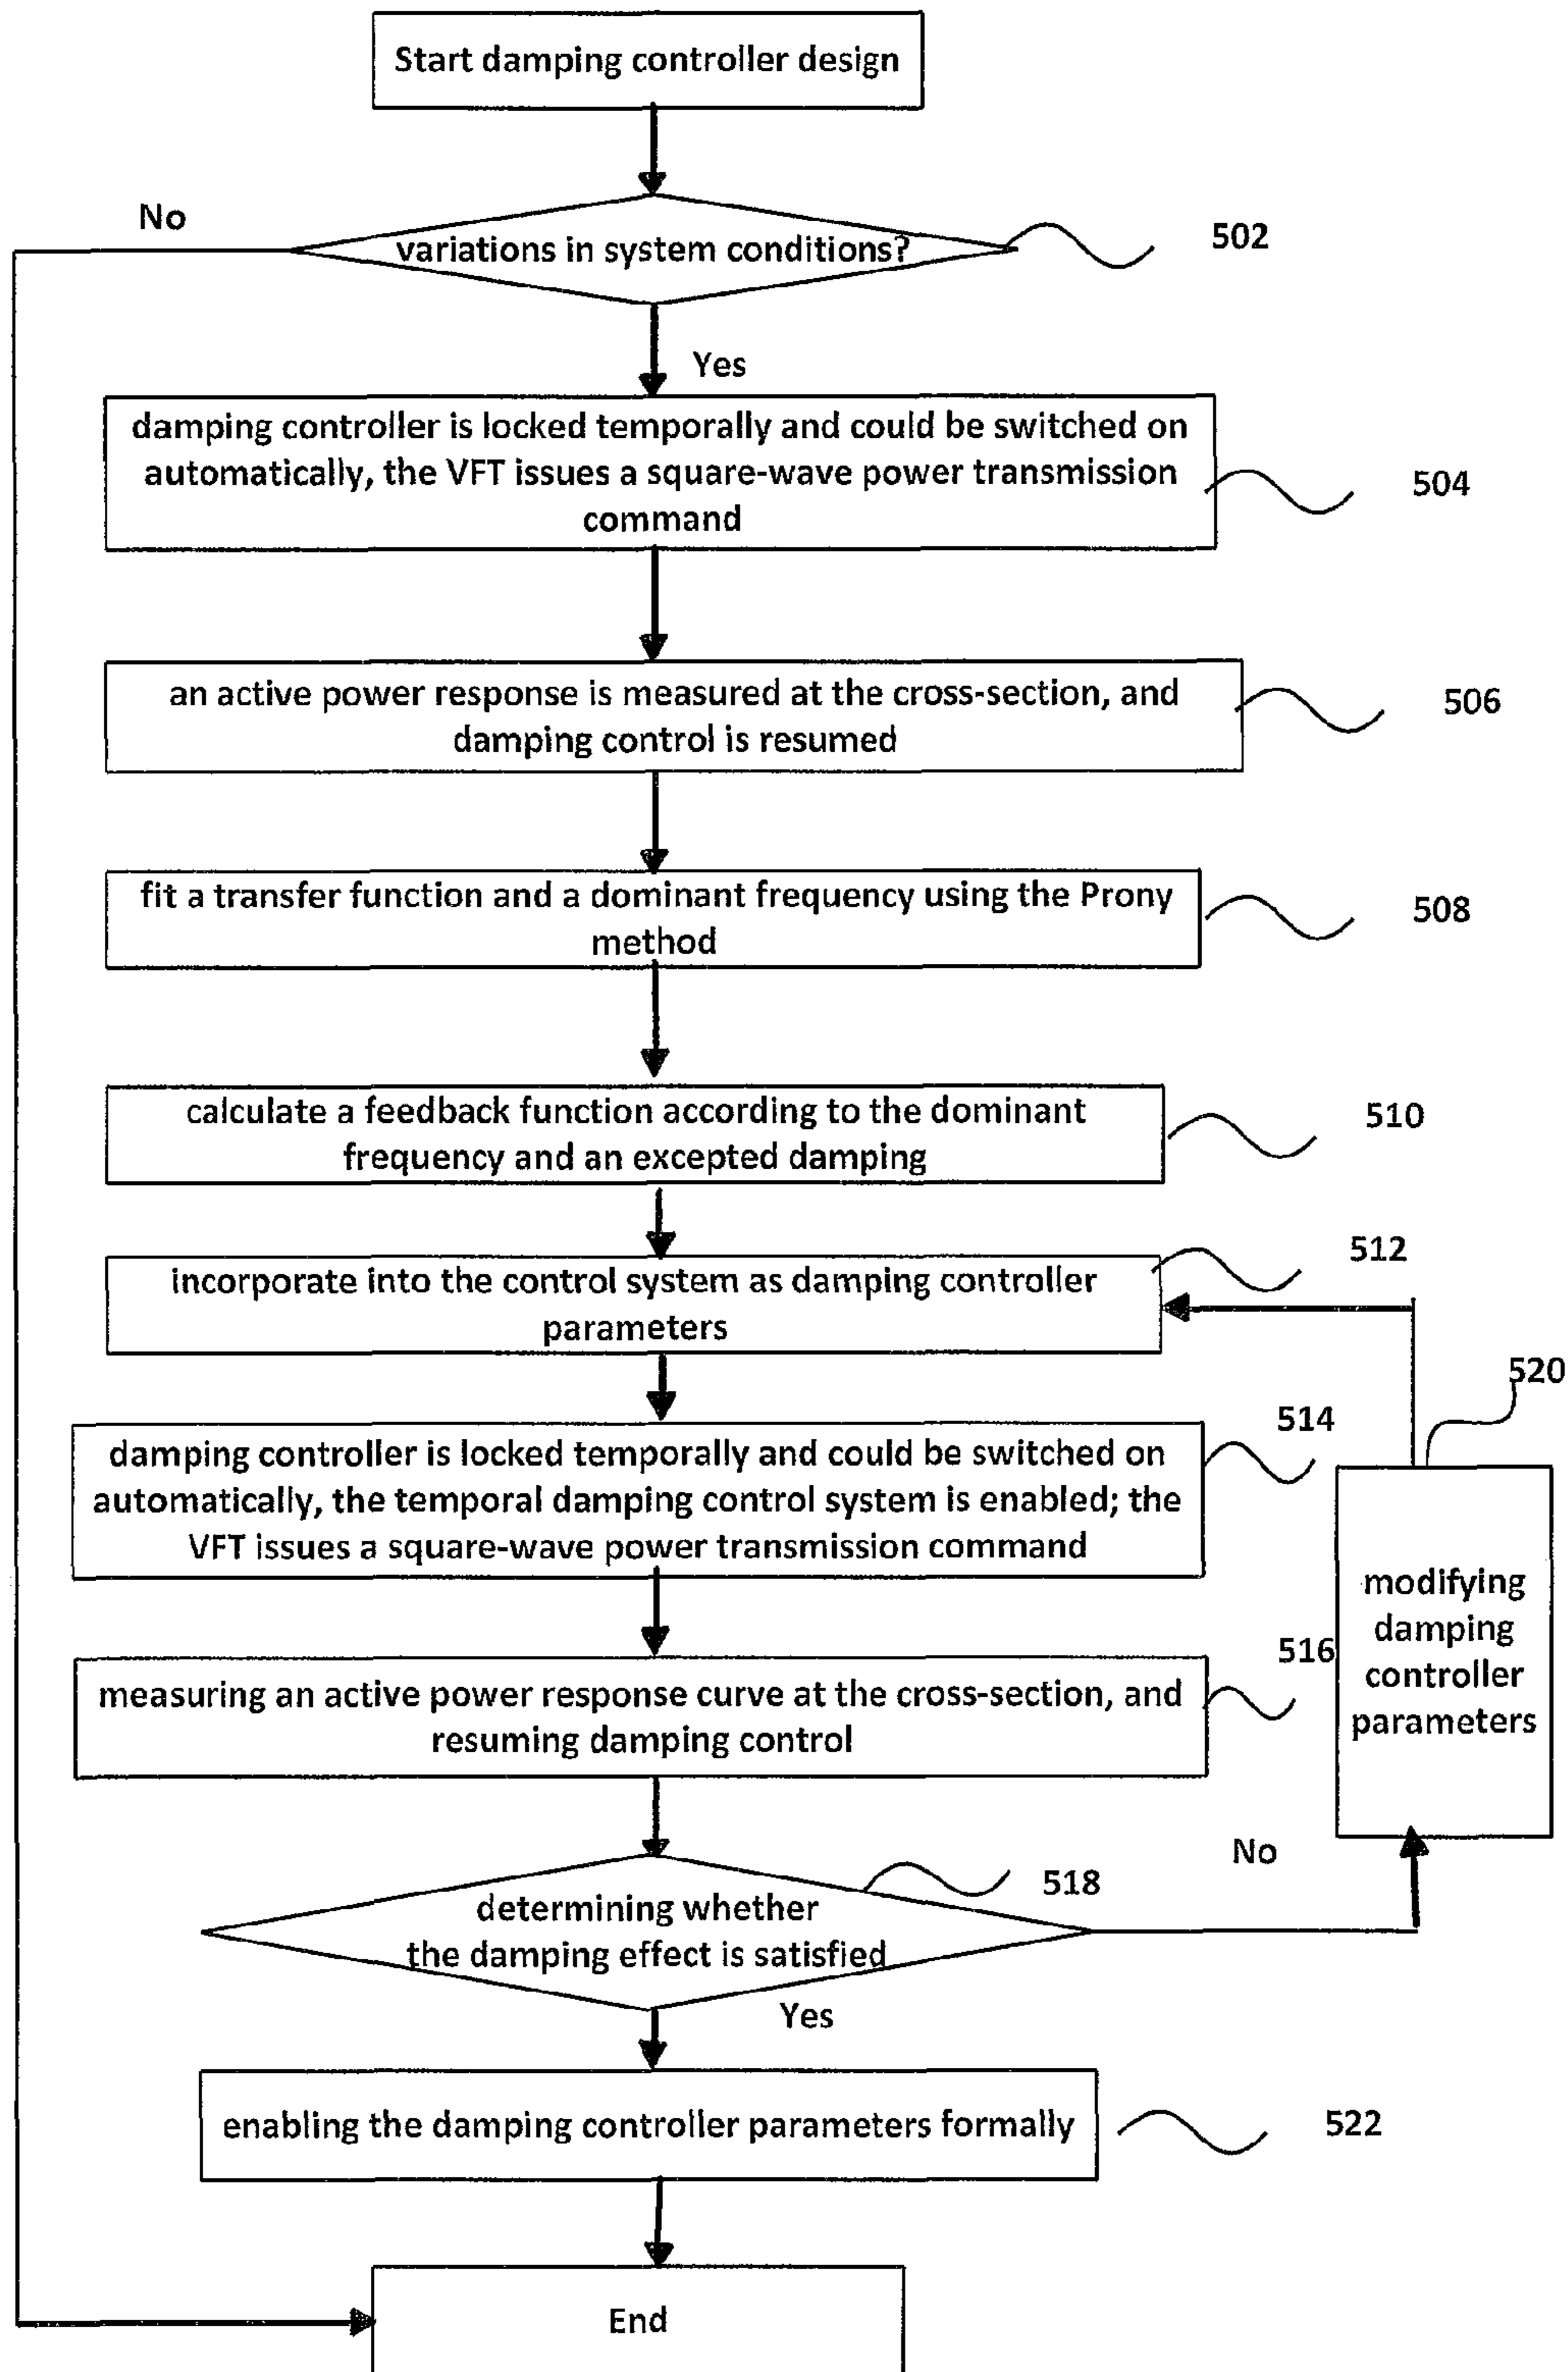 Start damping controller design
No
variations in system conditions?
502
Yes
damping controller is locked temporally and could be switched on
automatically, the VFT issues a square-wave power transmission
command
504
an active power response is measured at the cross-section, and
damping control is resumed
506
fit a transfer function and a dominant frequency using the Prony
method
508
calculate a feedback function according to the dominant
frequency and an excepted damping
510
incorporate into the control system as damping controller
parameters
512
520
damping controller is locked temporally and could be switched on
automatically, the temporal damping control system is enabled; the
VFT issues a square-wave power transmission command
514
modifying
damping
controller
parameters
measuring an active power response curve at the cross-section, and
resuming damping control
516
No
determining whether
the damping effect is satisfied
518
Yes
enabling the damping controller parameters formally
522
End